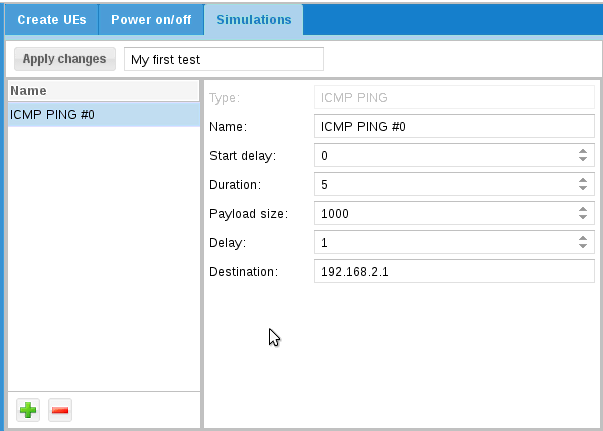 Create UEs Power on/off Simulations
Apply changes My first test
Name
ICMP PING #0
Type: ICMP PING
Name: ICMP PING #0
Start delay: 0
Duration: 5
Payload size: 1000
Delay: 1
Destination: 192.168.2.1